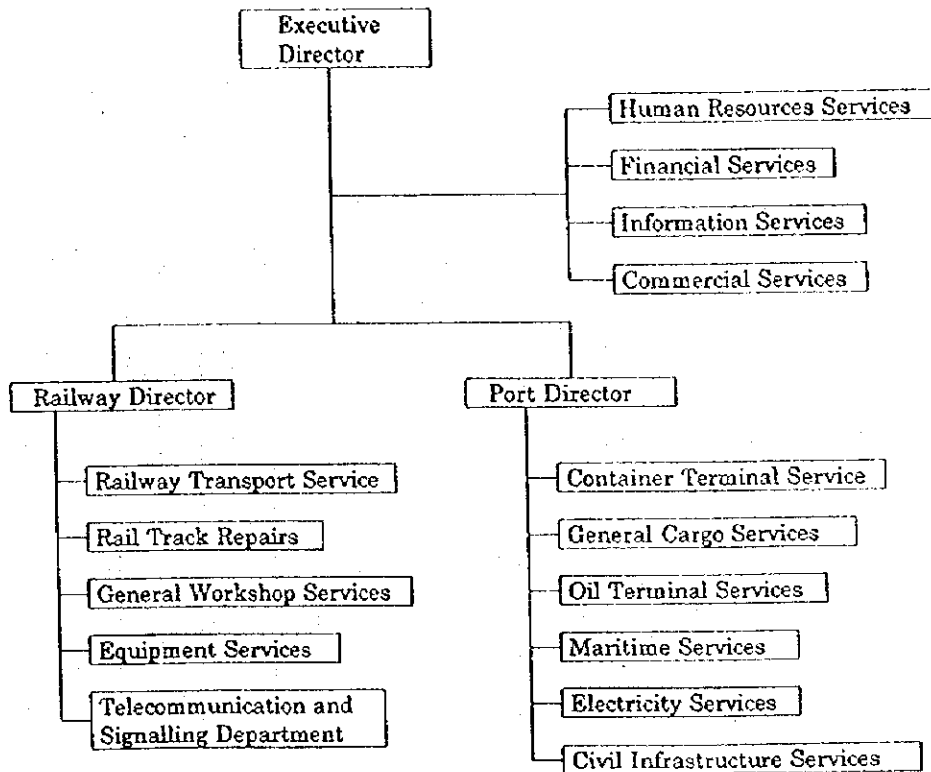 Executive
Director
Human Resources Services
Financial Services
Information Services
Commercial Services
Railway Director
Railway Transport Service
Rail Track Repairs
General Workshop Services
Equipment Services
Telecommunication and
Signalling Department
Port Director
Container Terminal Service
General Cargo Services
Oil Terminal Services
Maritime Services
Electricity Services
Civil Infrastructure Services